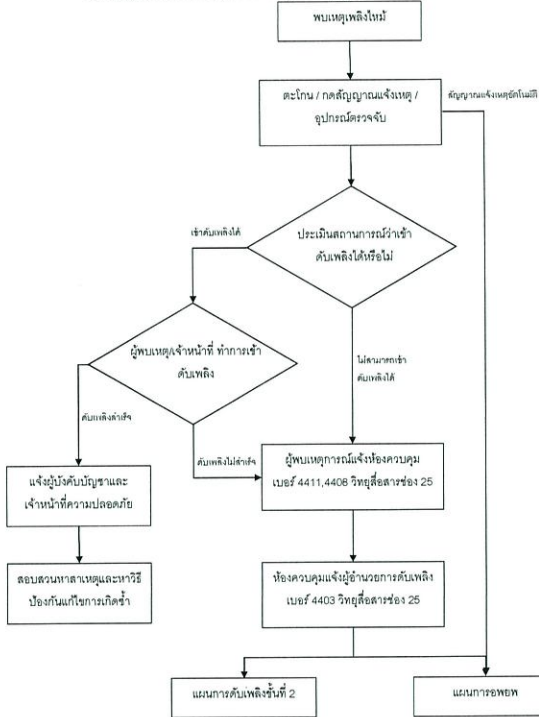 พบเหตุเพลิงไหม้
ตะโกน / กดสัญญาณแจ้งเหตุ /
อุปกรณ์ตรวจจับ
สัญญาณแจ้งเหตุอัตโนมัติ
ประเมินสถานการณ์ว่าเข้า
ดับเพลิงได้หรือไม่
เข้าดับเพลิงได้
ผู้พบเหตุ/เจ้าหน้าที่ ทำการเข้า
ดับเพลิง
ไม่สามารถเข้า
ดับเพลิงได้
ดับเพลิงสำเร็จ
ดับเพลิงไม่สำเร็จ
ผู้พบเหตุการณ์แจ้งห้องควบคุม
เบอร์ 4411,4408 วิทยุสื่อสารช่อง 25
แจ้งผู้บังคับบัญชาและ
เจ้าหน้าที่ความปลอดภัย
สอบสวนหาสาเหตุและหาวิธี
ป้องกันแก้ไขการเกิดซ้ำ
ห้องควบคุมแจ้งผู้อำนวยการดับเพลิง
เบอร์ 4403 วิทยุสื่อสารช่อง 25
แผนการดับเพลิงขั้นที่ 2
แผนการอพยพ